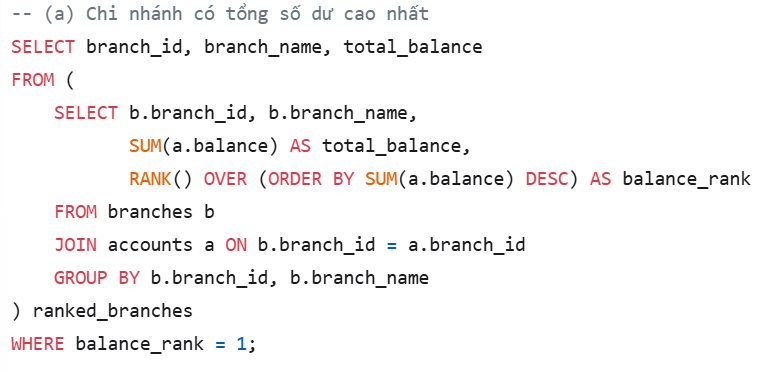 -- (a) Chi nhánh có tổng số dư cao nhất
SELECT branch_id, branch_name, total_balance
FROM (
    SELECT b.branch_id, b.branch_name,
           SUM(a.balance) AS total_balance,
           RANK() OVER (ORDER BY SUM(a.balance) DESC) AS balance_rank
    FROM branches b
    JOIN accounts a ON b.branch_id = a.branch_id
    GROUP BY b.branch_id, b.branch_name
) ranked_branches
WHERE balance_rank = 1;